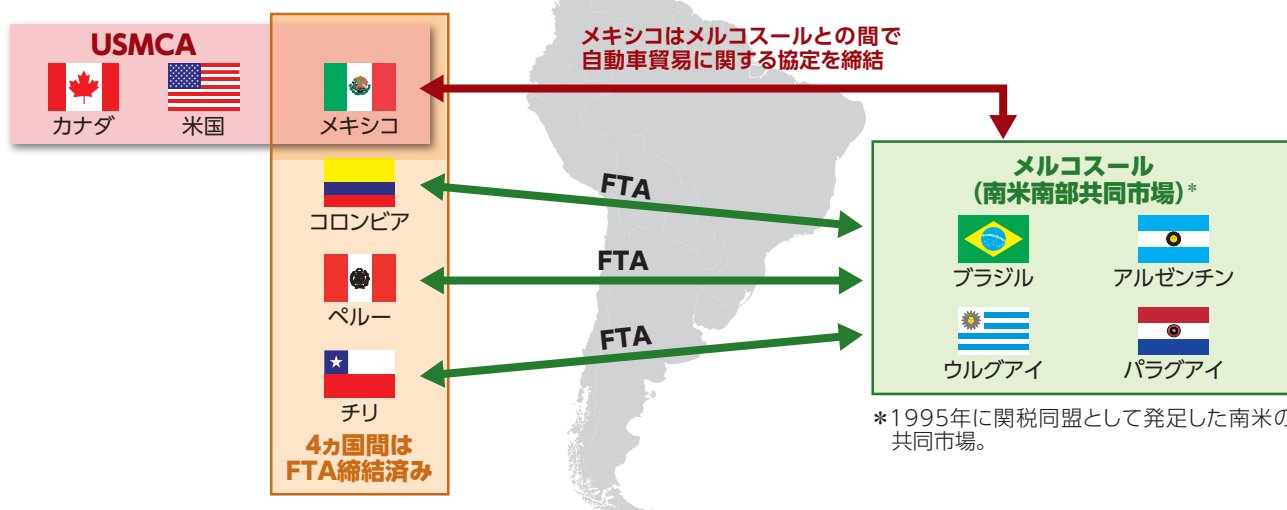 USMCA
カナダ
米国
メキシコ
コロンビア
ペルー
チリ
4ヵ国間は
FTA締結済み
メキシコはメルコスールとの間で
自動車貿易に関する協定を締結
FTA
FTA
FTA
メルコスール
（南米南部共同市場）*
ブラジル
アルゼンチン
ウルグアイ
パラグアイ
*1995年に関税同盟として発足した南米の
共同市場。